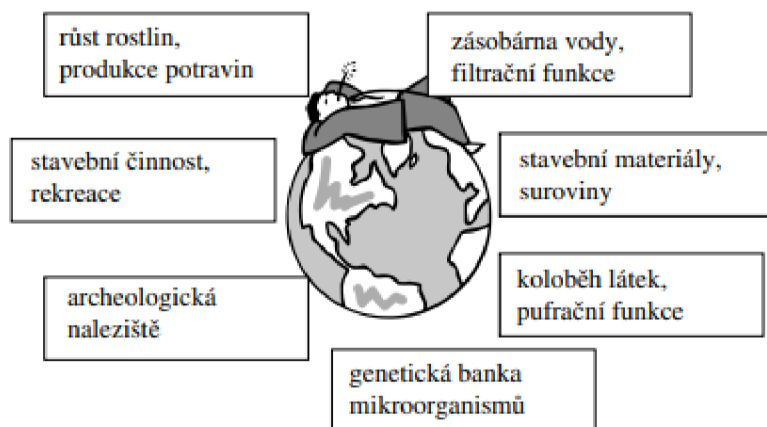 růst rostlin,
produkce potravin
zásobárna vody,
filtrační funkce
stavební činnost,
rekreace
stavební materiály,
suroviny
archeologická
naleziště
koloběh látek,
pufrační funkce
genetická banka
mikroorganismů